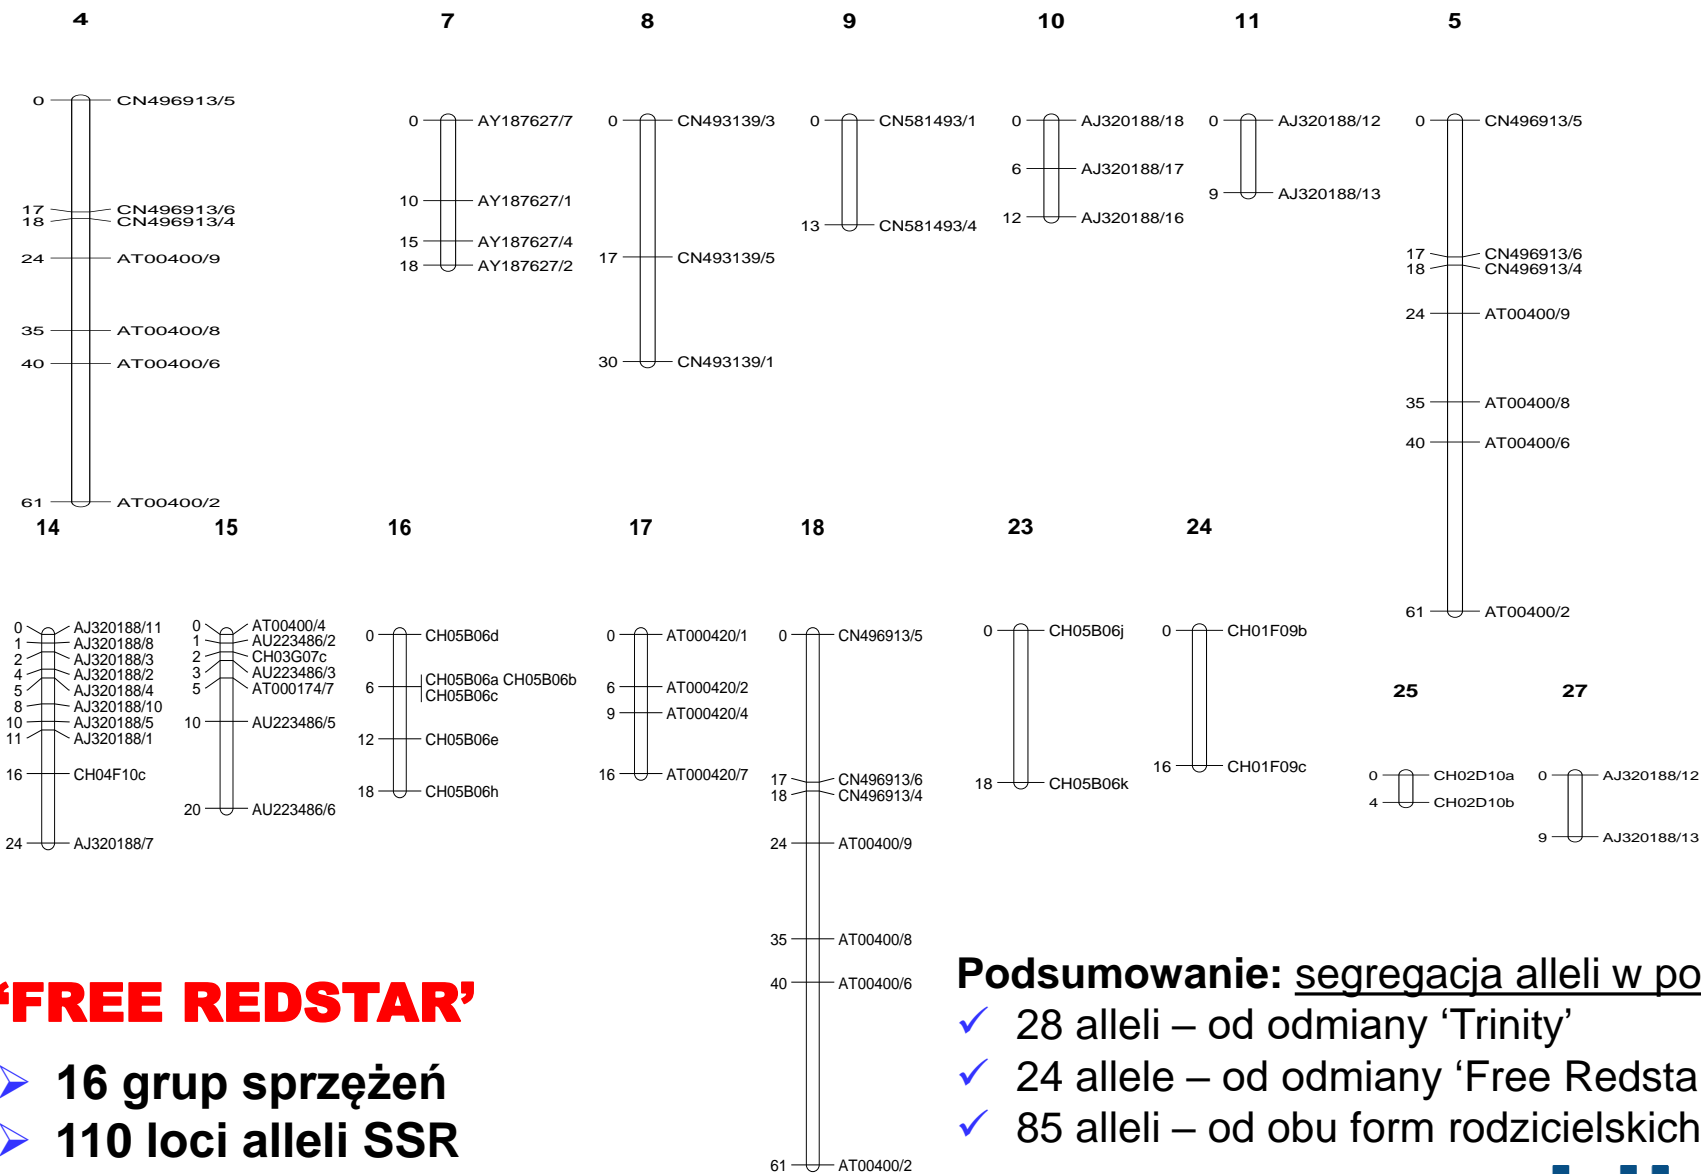 4 7 8 9 10 11 5
0 CN496913/5
17 CN496913/6
18 CN496913/4
24 AT00400/9
35 AT00400/8
40 AT00400/6
61 AT00400/2
0 AY187627/7
10 AY187627/1
15 AY187627/4
18 AY187627/2
0 CN493139/3
17 CN493139/5
30 CN493139/1
0 CN581493/1
13 CN581493/4
0 AJ320188/18
6 AJ320188/17
12 AJ320188/16
0 AJ320188/12
9 AJ320188/13
0 CN496913/5
17 CN496913/6
18 CN496913/4
24 AT00400/9
35 AT00400/8
40 AT00400/6
61 AT00400/2
14 15 16 17 18 23 24
0 AJ320188/11
1 AJ320188/8
2 AJ320188/3
4 AJ320188/2
5 AJ320188/4
8 AJ320188/10
10 AJ320188/5
11 AJ320188/1
16 CH04F10c
24 AJ320188/7
0 AT00400/4
1 AU223486/2
2 CH03G07c
3 AU223486/3
5 AT000174/7
10 AU223486/5
20 AU223486/6
0 CH05B06d
6 CH05B06a CH05B06b
CH05B06c
12 CH05B06e
18 CH05B06h
0 AT000420/1
6 AT000420/2
9 AT000420/4
16 AT000420/7
0 CN496913/5
17 CN496913/6
18 CN496913/4
24 AT00400/9
35 AT00400/8
40 AT00400/6
61 AT00400/2
0 CH05B06j
18 CH05B06k
0 CH01F09b
16 CH01F09c
25 27
0 CH02D10a
4 CH02D10b
0 AJ320188/12
9 AJ320188/13
‘FREE REDSTAR’
➢ 16 grup sprzężeń
➢ 110 loci alleli SSR
Podsumowanie: segregacja alleli w po
✓ 28 alleli – od odmiany ‘Trinity’
✓ 24 allele – od odmiany ‘Free Redsta
✓ 85 alleli – od obu form rodzicielskich